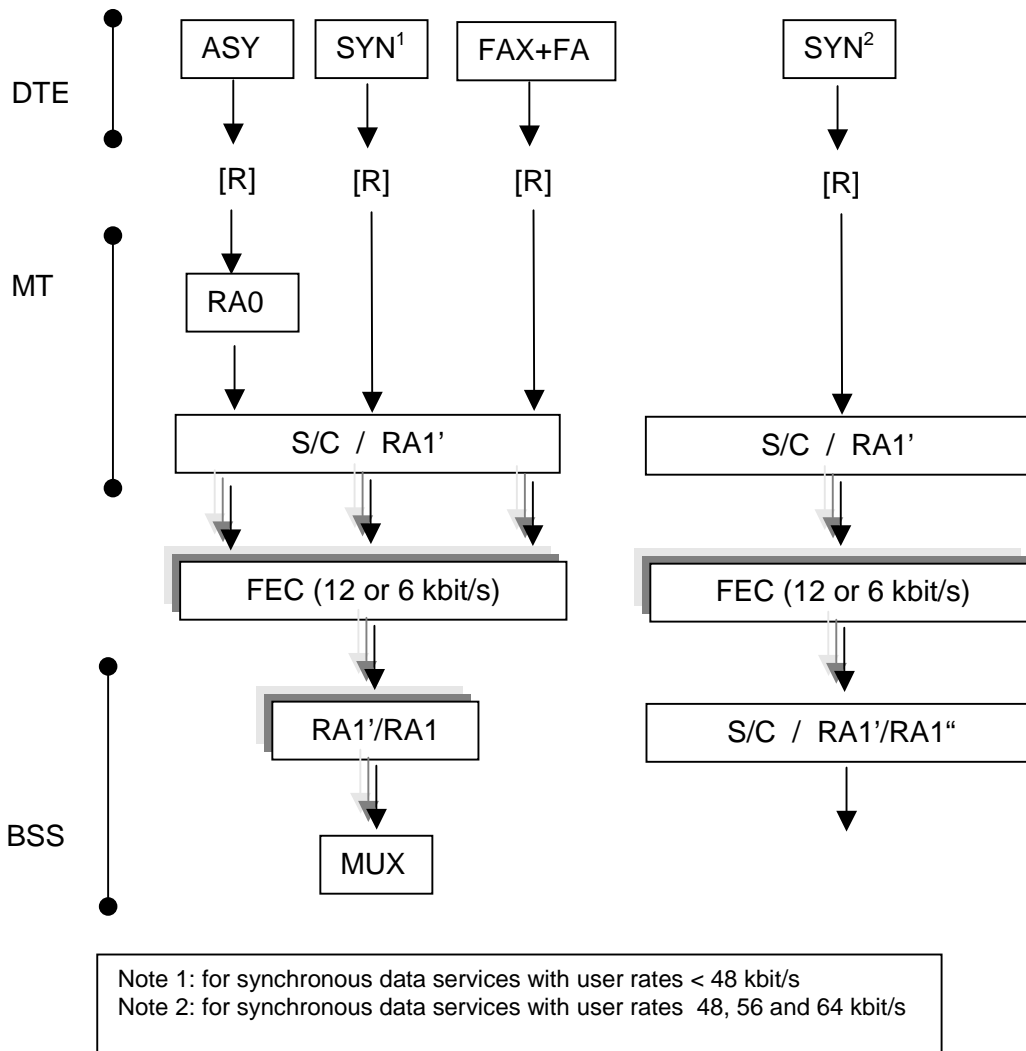 ASY SYN¹ FAX+FA SYN²
DTE
[R] [R] [R] [R]
MT
RA0
S/C / RA1’ S/C / RA1’
FEC (12 or 6 kbit/s) FEC (12 or 6 kbit/s)
RA1’/RA1 S/C / RA1’/RA1“
BSS
MUX
Note 1: for synchronous data services with user rates < 48 kbit/s
Note 2: for synchronous data services with user rates 48, 56 and 64 kbit/s